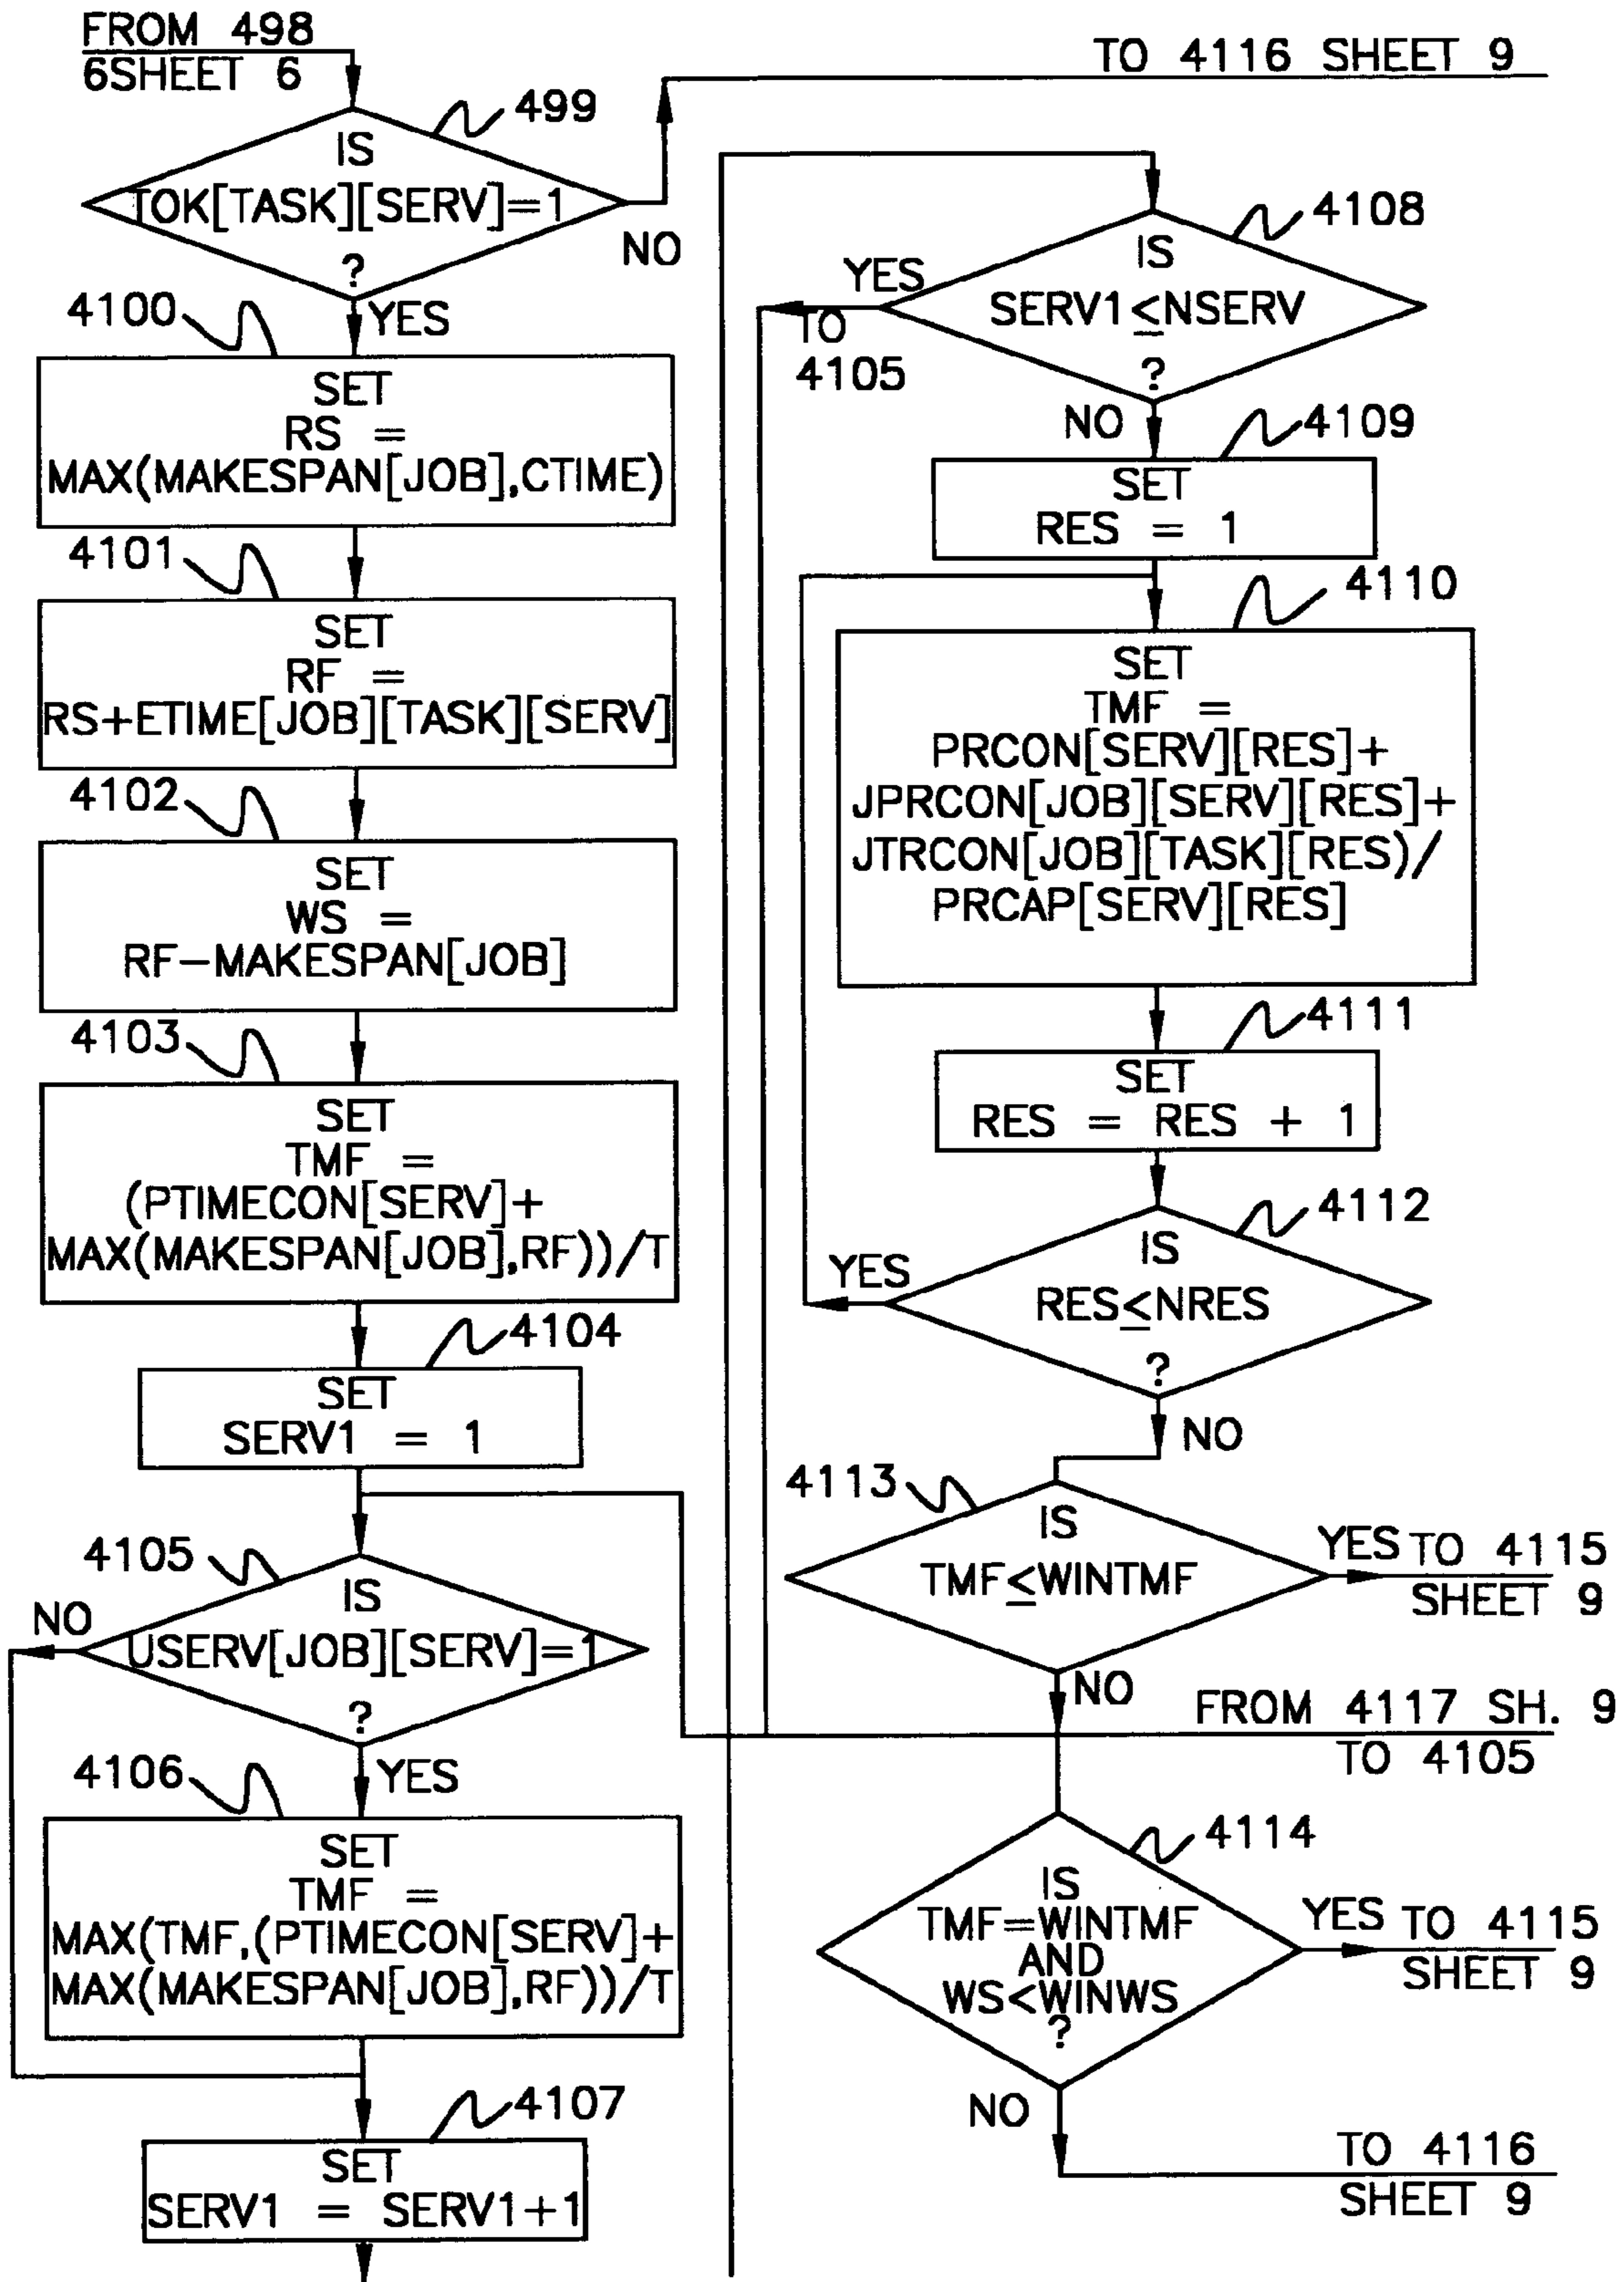 FROM 498
6SHEET 6
499
IS
TOK[TASK][SERV]=1
?
NO
YES
4100
SET
RS =
MAX(MAKESPAN[JOB],CTIME)
4101
SET
RF =
RS+ETIME[JOB][TASK][SERV]
4102
SET
WS =
RF-MAKESPAN[JOB]
4103
SET
TMF =
(PTIMECON[SERV]+
MAX(MAKESPAN[JOB],RF))/T
4104
SET
SERV1 = 1
4105
IS
USERV[JOB][SERV]=1
?
NO
YES
4106
SET
TMF =
MAX(TMF,(PTIMECON[SERV]+
MAX(MAKESPAN[JOB],RF))/T
4107
SET
SERV1 = SERV1+1
TO 4116 SHEET 9
4108
IS
SERV1≤NSERV
?
YES
TO
4105
NO
4109
SET
RES = 1
4110
SET
TMF =
PRCON[SERV][RES]+
JPRCON[JOB][SERV][RES]+
JTRCON[JOB][TASK][RES)/
PRCAP[SERV][RES]
4111
SET
RES = RES + 1
4112
IS
RES≤NRES
?
YES
NO
4113
IS
TMF≤WINTMF
YES TO 4115
SHEET 9
NO
FROM 4117 SH. 9
TO 4105
4114
IS
TMF=WINTMF
AND
WS<WINWS
?
YES TO 4115
SHEET 9
NO
TO 4116
SHEET 9